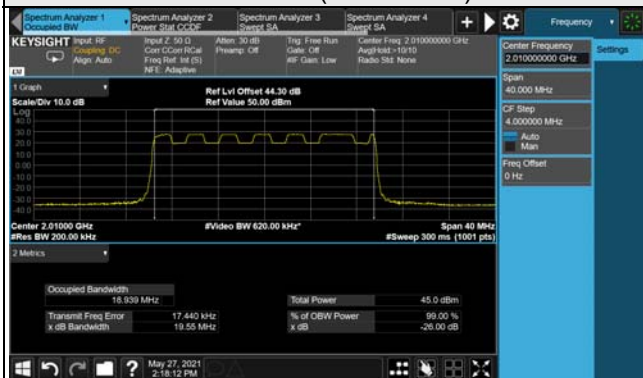 Spectrum Analyzer 1
Occupied BW
Spectrum Analyzer 2
Power Stat CCDF
Spectrum Analyzer 3
Swept SA
Spectrum Analyzer 4
Swept SA
Frequency
KEYSIGHT
Input: RF
Coupling: DC
Align: Auto
Input Z: 50 Ω
Corr CCorr RCal
Freq Ref: Int (S)
NFE: Adaptive
Atten: 30 dB
Preamp: Off
Trig: Free Run
Gate: Off
#IF Gain: Low
Center Freq: 2.010000000 GHz
Avg|Hold:>10/10
Radio Std: None
Center Frequency
2.010000000 GHz
Settings
Span
40.000 MHz
CF Step
4.000000 MHz
Auto
Man
Freq Offset
0 Hz
1 Graph
Scale/Div 10.0 dB
Ref Lvl Offset 44.30 dB
Ref Value 50.00 dBm
Log
40.0
30.0
20.0
10.0
0.00
-10.0
-20.0
-30.0
-40.0
Center 2.01000 GHz
#Res BW 200.00 kHz
#Video BW 620.00 kHz*
Span 40 MHz
#Sweep 300 ms (1001 pts)
2 Metrics
Occupied Bandwidth
18.939 MHz
Total Power
45.0 dBm
Transmit Freq Error
17.440 kHz
% of OBW Power
99.00 %
x dB Bandwidth
19.55 MHz
x dB
-26.00 dB
May 27, 2021
2:18:12 PM